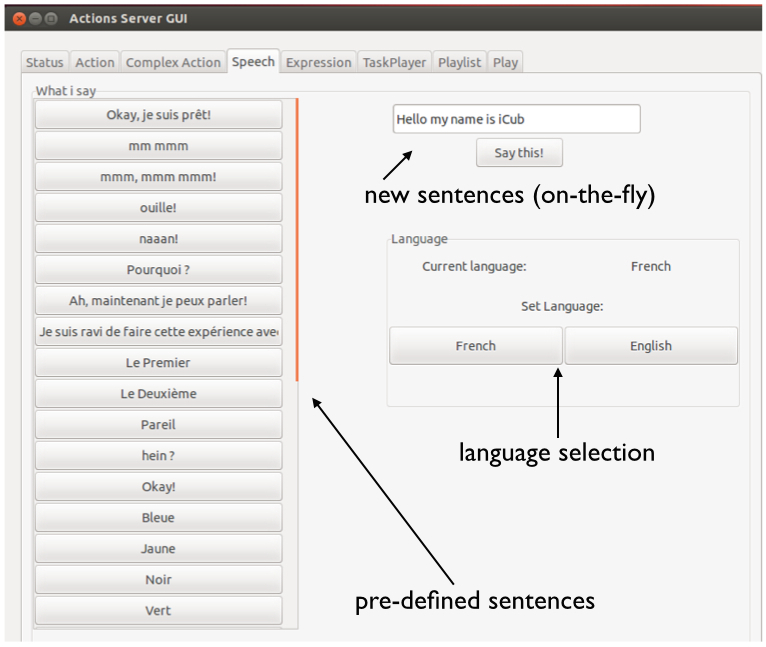 Actions Server GUI
Status Action Complex Action Speech Expression TaskPlayer Playlist Play
What i say
Okay, je suis prêt!
mm mmm
mmm, mmm mmm!
ouille!
naaan!
Pourquoi ?
Ah, maintenant je peux parler!
Je suis ravi de faire cette expérience avec
Le Premier
Le Deuxième
Pareil
hein ?
Okay!
Bleue
Jaune
Noir
Vert
Hello my name is iCub
Say this!
new sentences (on-the-fly)
Language
Current language: French
Set Language:
French English
language selection
pre-defined sentences